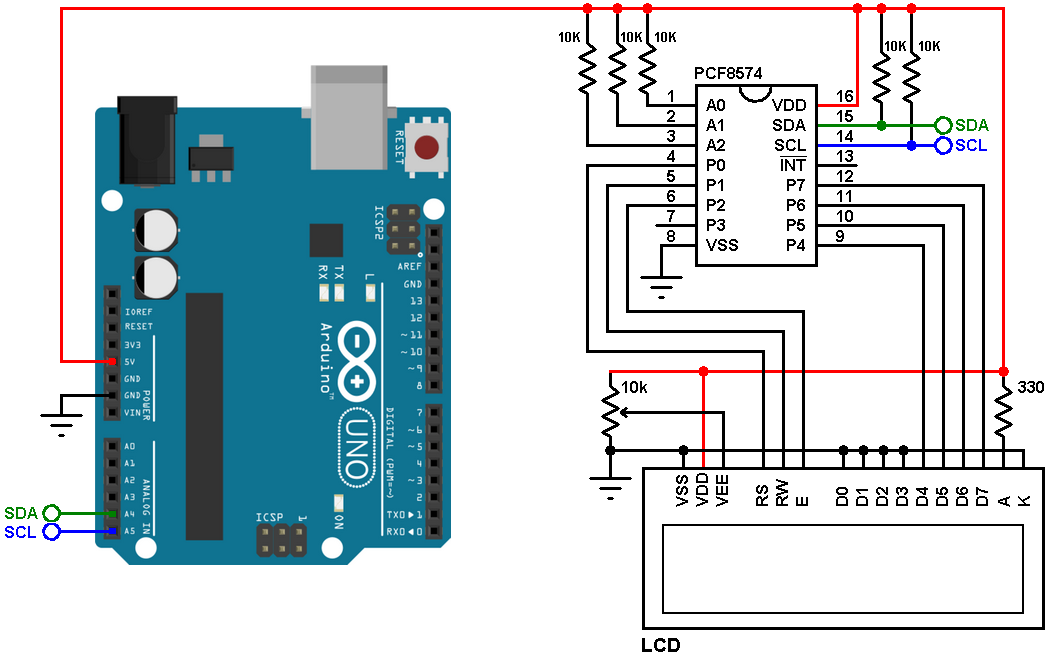 10K
10K
10K
10K
10K
PCF8574
1 A0 VDD 16
2 A1 SDA 15
SDA
3 A2 SCL 14
SCL
4 P0 INT 13
5 P1 P7 12
6 P2 P6 11
7 P3 P5 10
8 VSS P4 9
RESET
ICSP2
AREF
GND
13
12
~11
~10
~9
8
7
~6
~5
4
~3
2
TX0►1
RX0◄0
RX
TX
L
Arduino™
UNO
DIGITAL (PWM=~)
IOREF
RESET
3V3
5V
GND
GND
VIN
POWER
A0
A1
A2
A3
A4
A5
ANALOG IN
SDA
SCL
ICSP
1
ON
10k
330
VSS
VDD
VEE
RS
RW
E
D0
D1
D2
D3
D4
D5
D6
D7
A
K
LCD